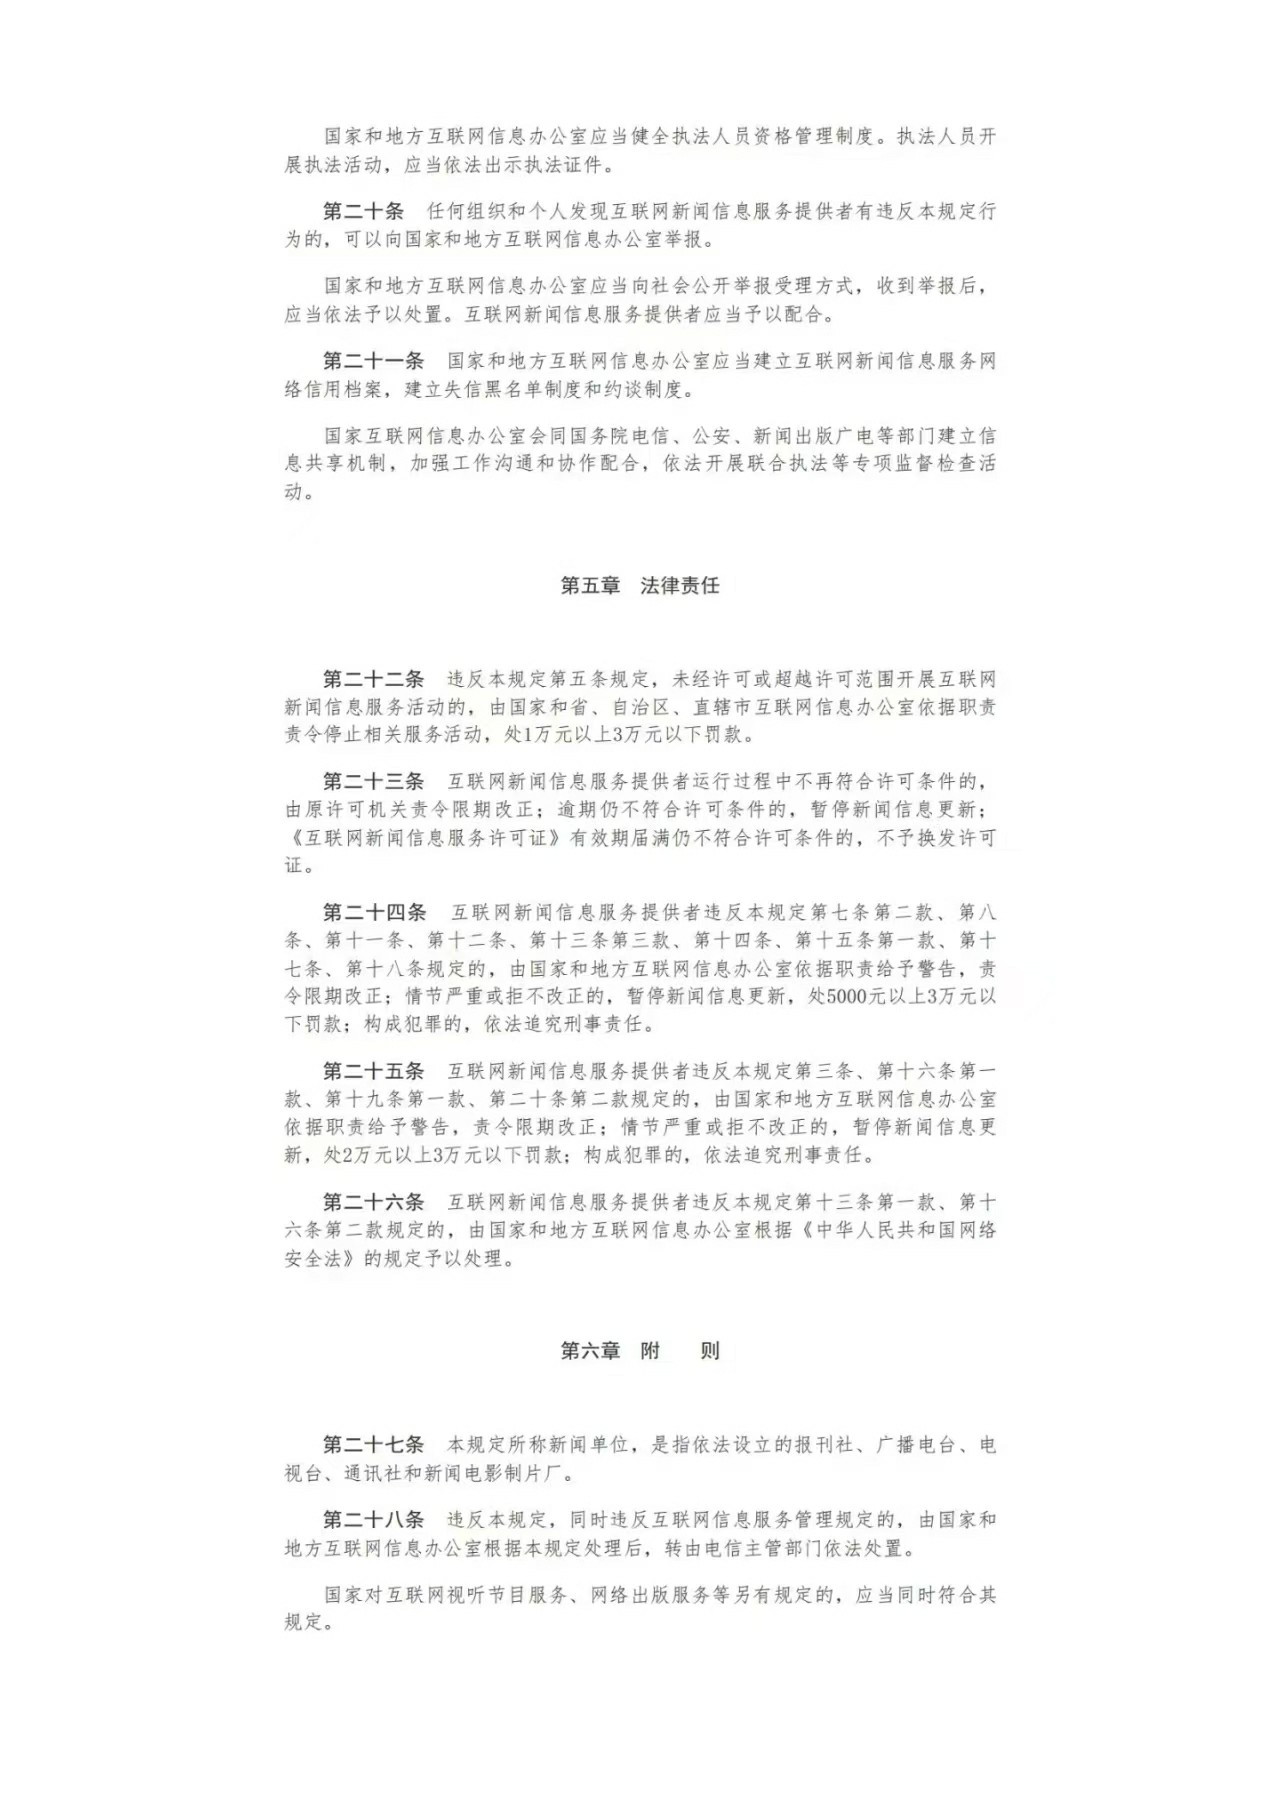 国家和地方互联网信息办公室应当健全执法人员资格管理制度。执法人员开
展执法活动，应当依法出示执法证件。
第二十条　任何组织和个人发现互联网新闻信息服务提供者有违反本规定行
为的，可以向国家和地方互联网信息办公室举报。
国家和地方互联网信息办公室应当向社会公开举报受理方式，收到举报后，
应当依法予以处置。互联网新闻信息服务提供者应当予以配合。
第二十一条　国家和地方互联网信息办公室应当建立互联网新闻信息服务网
络信用档案，建立失信黑名单制度和约谈制度。
国家互联网信息办公室会同国务院电信、公安、新闻出版广电等部门建立信
息共享机制，加强工作沟通和协作配合，依法开展联合执法等专项监督检查活
动。
第五章　法律责任
第二十二条　违反本规定第五条规定，未经许可或超越许可范围开展互联网
新闻信息服务活动的，由国家和省、自治区、直辖市互联网信息办公室依据职责
责令停止相关服务活动，处1万元以上3万元以下罚款。
第二十三条　互联网新闻信息服务提供者运行过程中不再符合许可条件的，
由原许可机关责令限期改正；逾期仍不符合许可条件的，暂停新闻信息更新；
《互联网新闻信息服务许可证》有效期届满仍不符合许可条件的，不予换发许可
证。
第二十四条　互联网新闻信息服务提供者违反本规定第七条第二款、第八
条、第十一条、第十二条、第十三条第三款、第十四条、第十五条第一款、第十
七条、第十八条规定的，由国家和地方互联网信息办公室依据职责给予警告，责
令限期改正；情节严重或拒不改正的，暂停新闻信息更新，处5000元以上3万元以
下罚款；构成犯罪的，依法追究刑事责任。
第二十五条　互联网新闻信息服务提供者违反本规定第三条、第十六条第一
款、第十九条第一款、第二十条第二款规定的，由国家和地方互联网信息办公室
依据职责给予警告，责令限期改正；情节严重或拒不改正的，暂停新闻信息更
新，处2万元以上3万元以下罚款；构成犯罪的，依法追究刑事责任。
第二十六条　互联网新闻信息服务提供者违反本规定第十三条第一款、第十
六条第二款规定的，由国家和地方互联网信息办公室根据《中华人民共和国网络
安全法》的规定予以处理。
第六章　附　　则
第二十七条　本规定所称新闻单位，是指依法设立的报刊社、广播电台、电
视台、通讯社和新闻电影制片厂。
第二十八条　违反本规定，同时违反互联网信息服务管理规定的，由国家和
地方互联网信息办公室根据本规定处理后，转由电信主管部门依法处置。
国家对互联网视听节目服务、网络出版服务等另有规定的，应当同时符合其
规定。